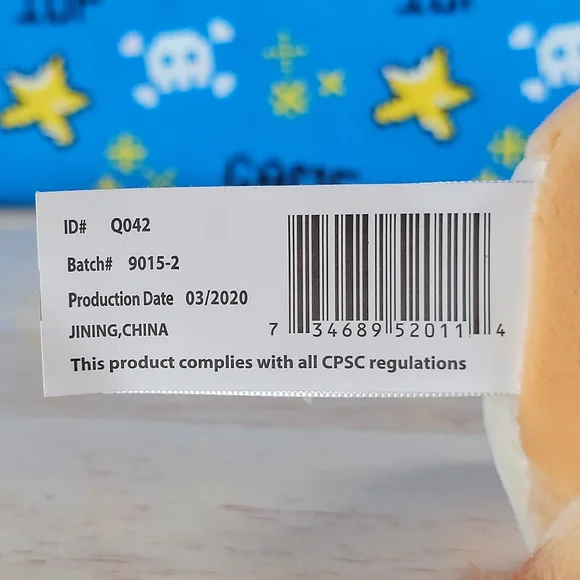 ID# Q042
Batch# 9015-2
Production Date 03/2020
JINING,CHINA
7 34689 52011 4
This product complies with all CPSC regulations